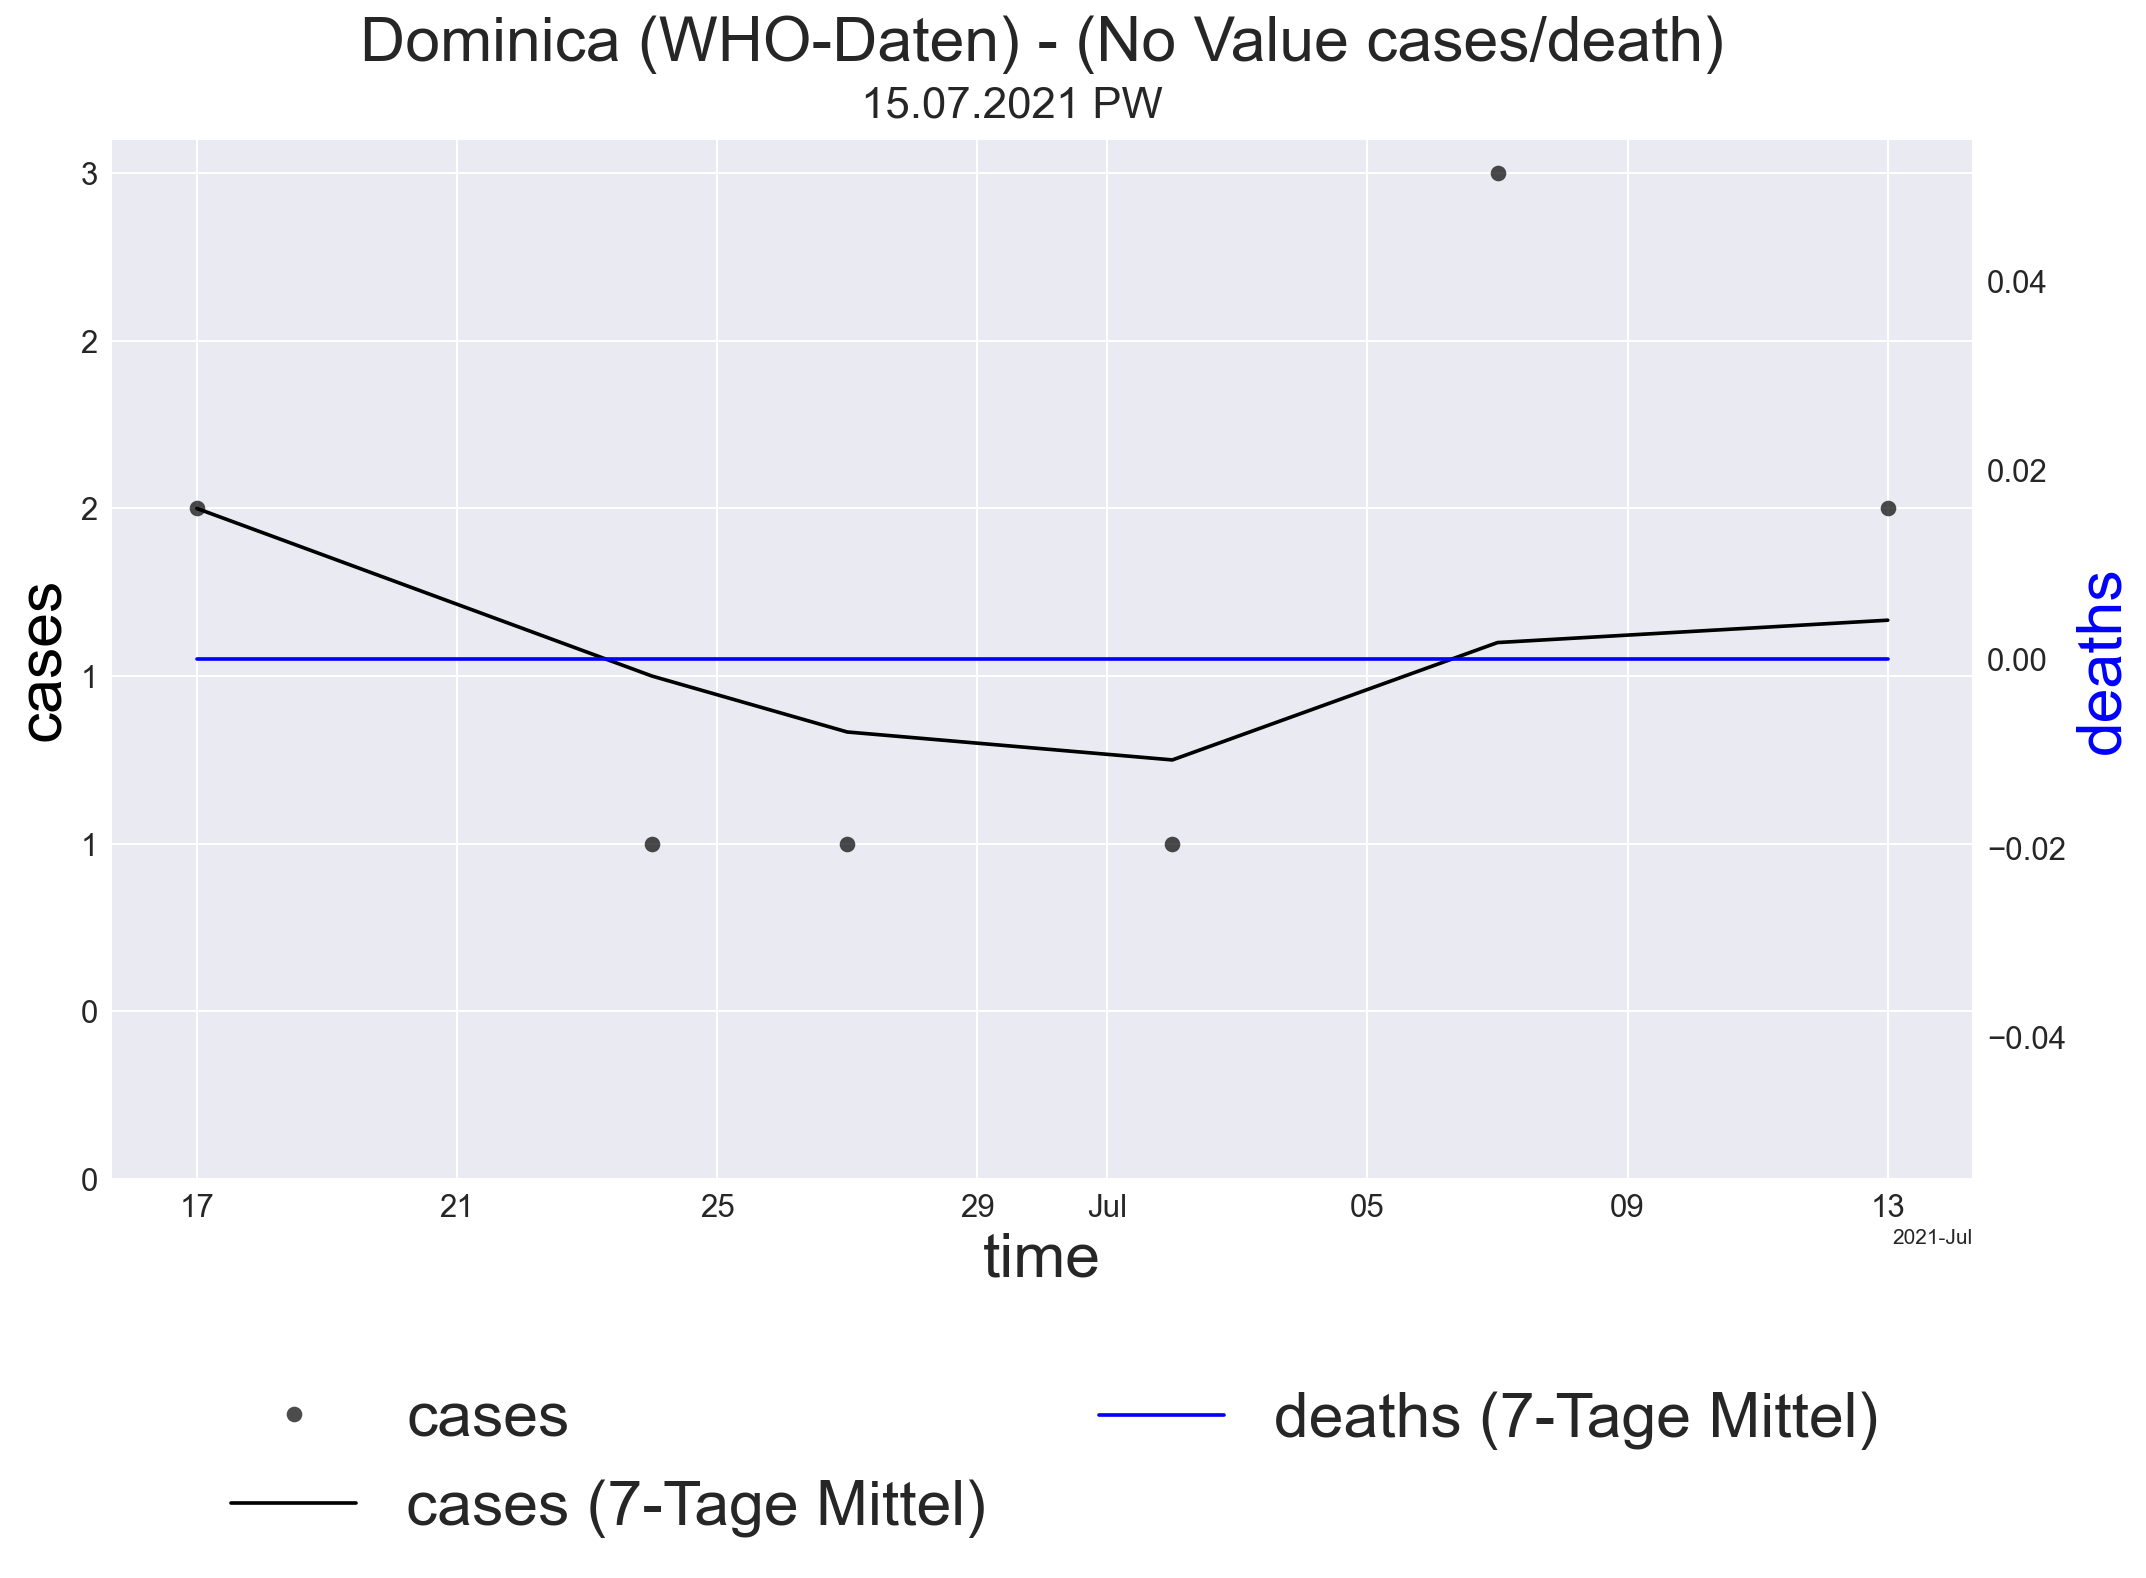 Dominica (WHO-Daten) - (No Value cases/death)
15.07.2021 PW
3
2
2
1
1
0
0
cases
0.04
0.02
0.00
−0.02
−0.04
deaths
17 21 25 29 Jul 05 09 13
2021-Jul
time
cases
cases (7-Tage Mittel)
deaths (7-Tage Mittel)